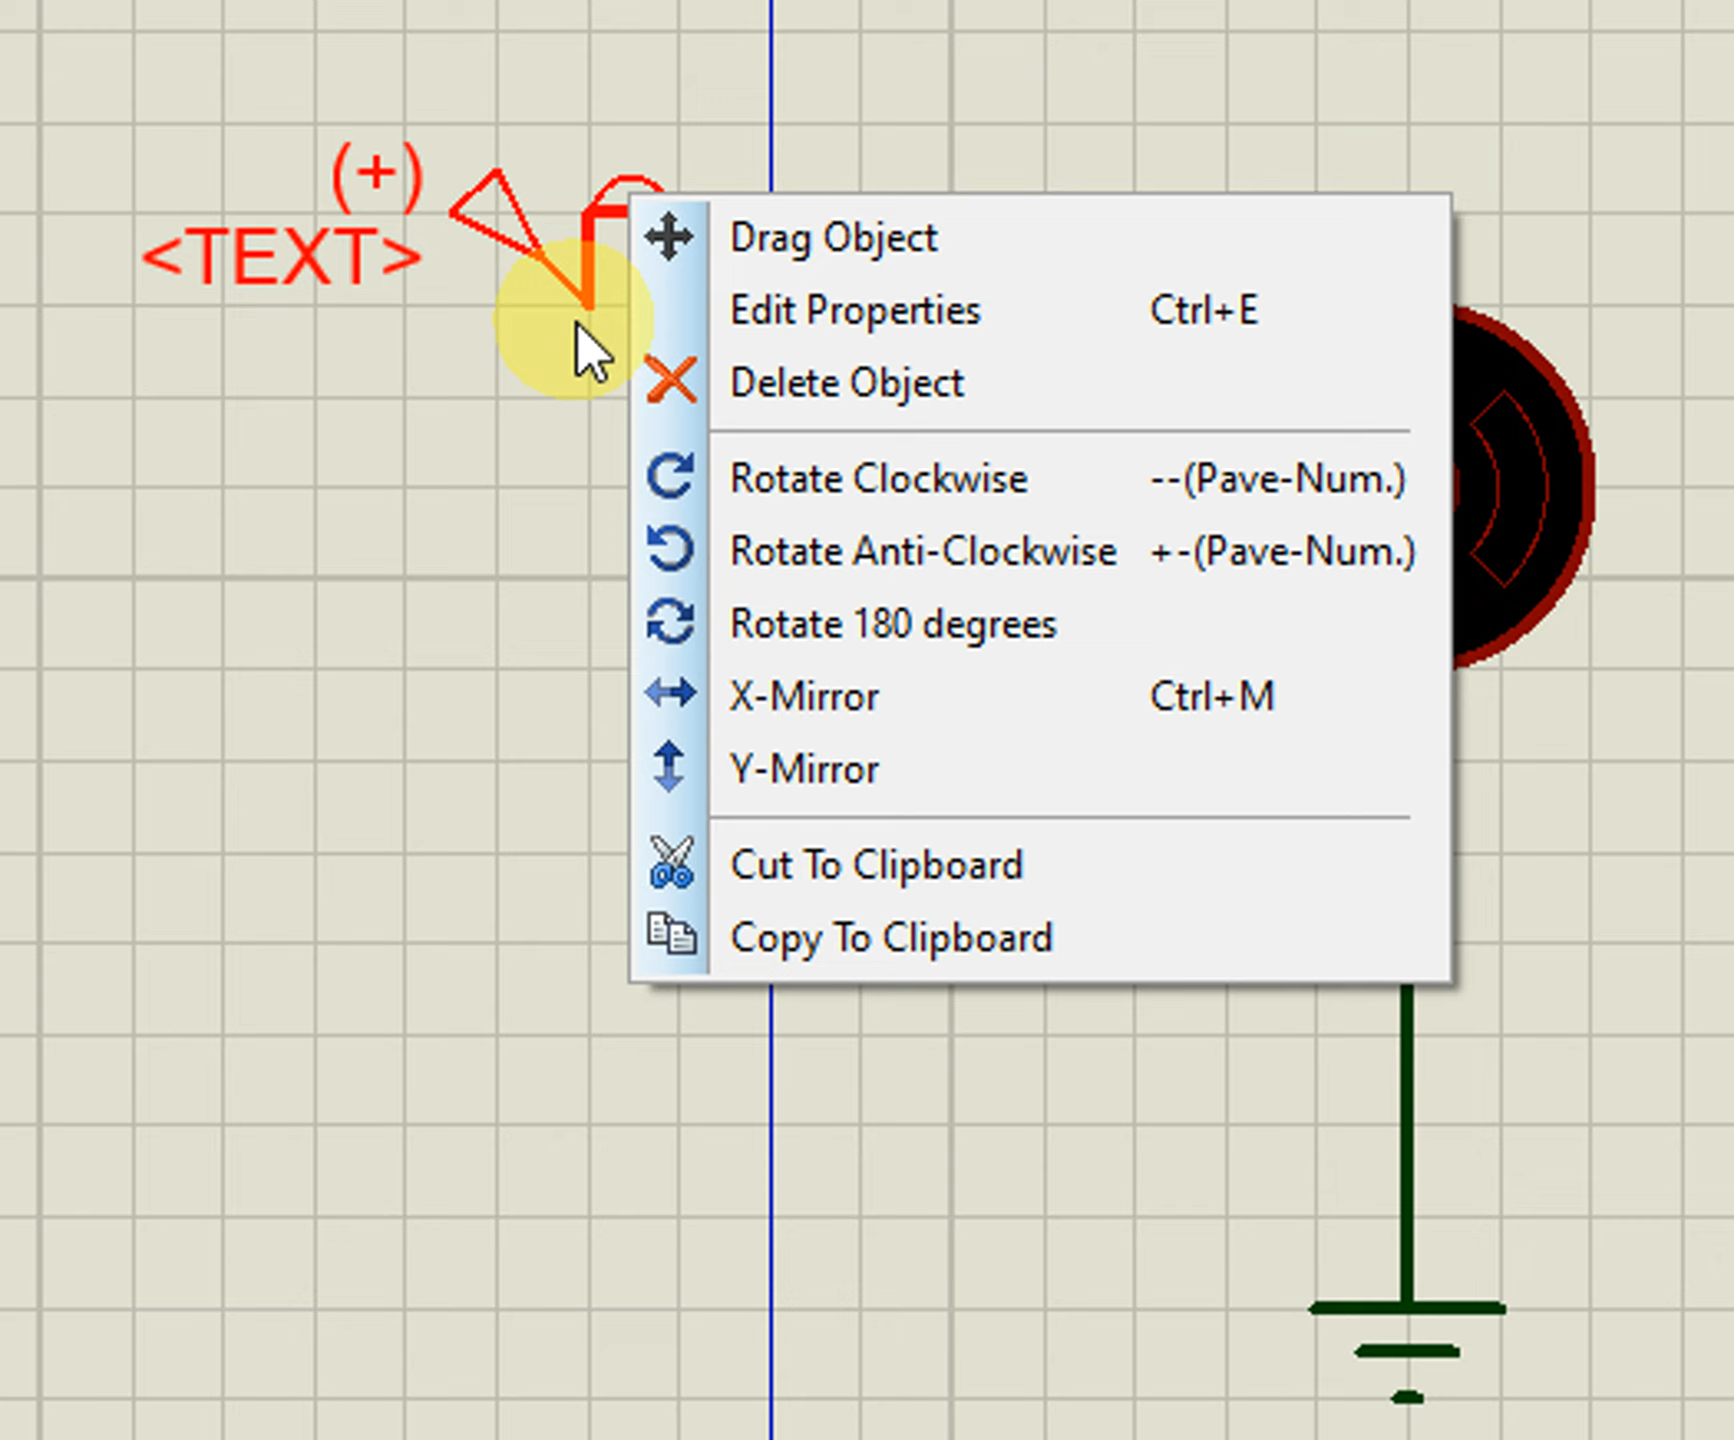 (+)
<TEXT>
Drag Object
Edit Properties Ctrl+E
Delete Object
Rotate Clockwise --(Pave-Num.)
Rotate Anti-Clockwise +-(Pave-Num.)
Rotate 180 degrees
X-Mirror Ctrl+M
Y-Mirror
Cut To Clipboard
Copy To Clipboard